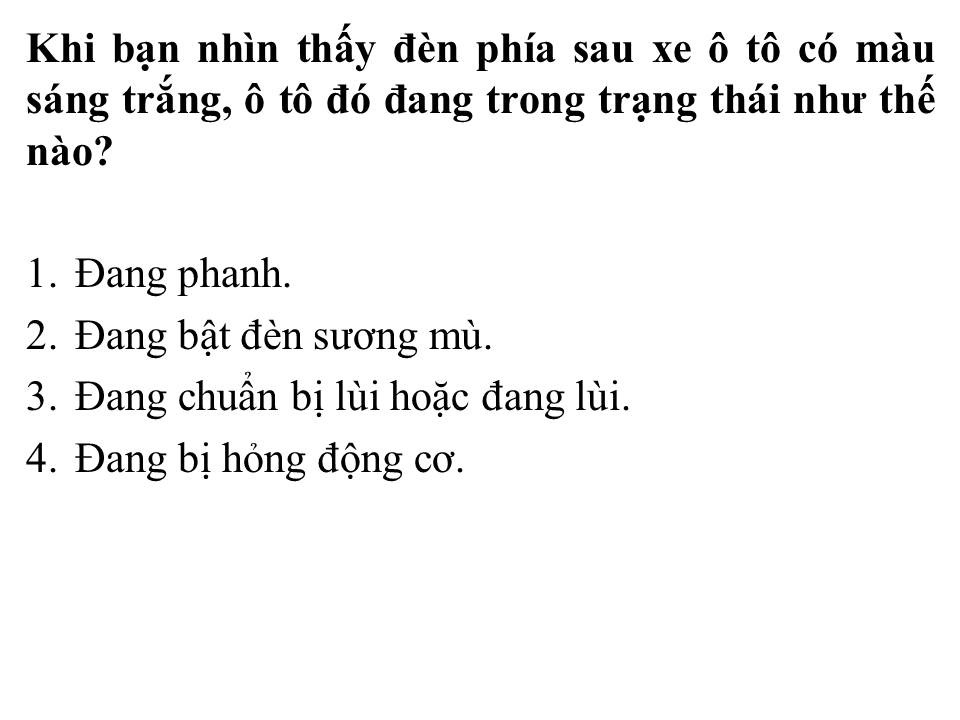 Khi bạn nhìn thấy đèn phía sau xe ô tô có màu
sáng trắng, ô tô đó đang trong trạng thái như thế
nào?
1. Đang phanh.
2. Đang bật đèn sương mù.
3. Đang chuẩn bị lùi hoặc đang lùi.
4. Đang bị hỏng động cơ.